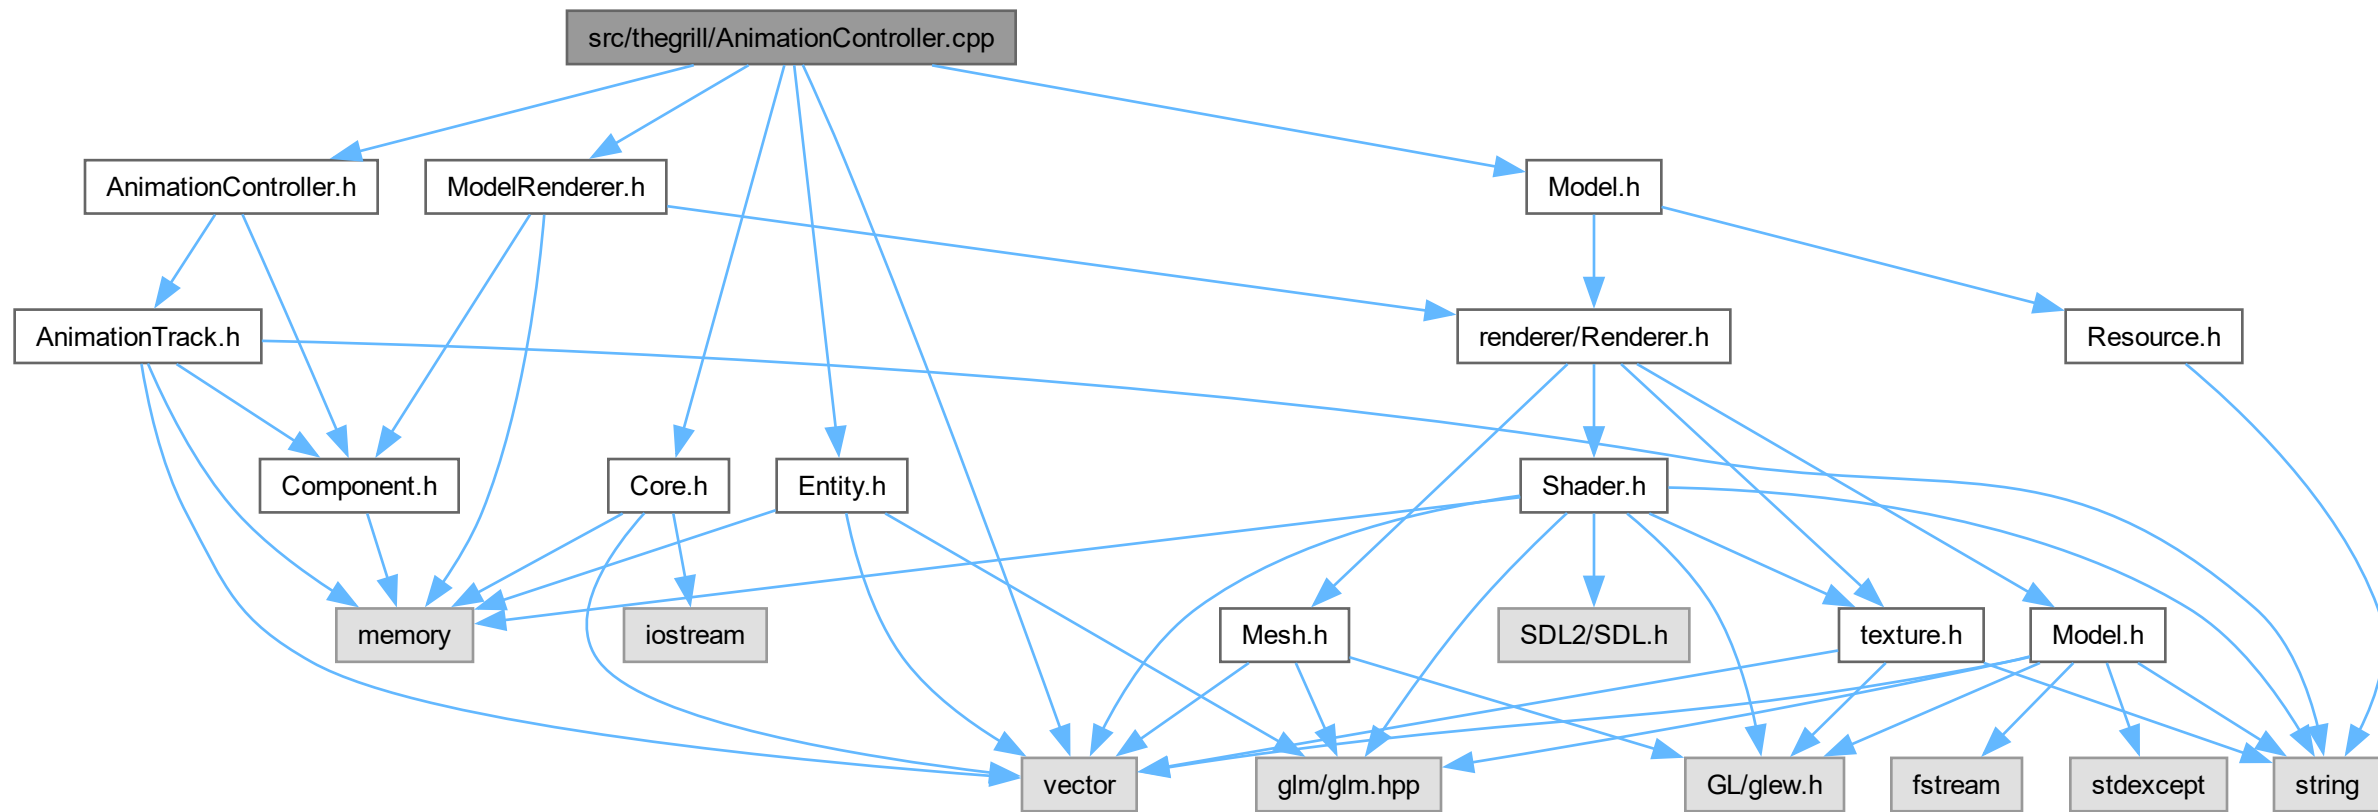 src/thegrill/AnimationController.cpp
AnimationController.h
ModelRenderer.h
Model.h
AnimationTrack.h
renderer/Renderer.h
Resource.h
Component.h
Core.h
Entity.h
Shader.h
memory
iostream
Mesh.h
SDL2/SDL.h
texture.h
Model.h
vector
glm/glm.hpp
GL/glew.h
fstream
stdexcept
string